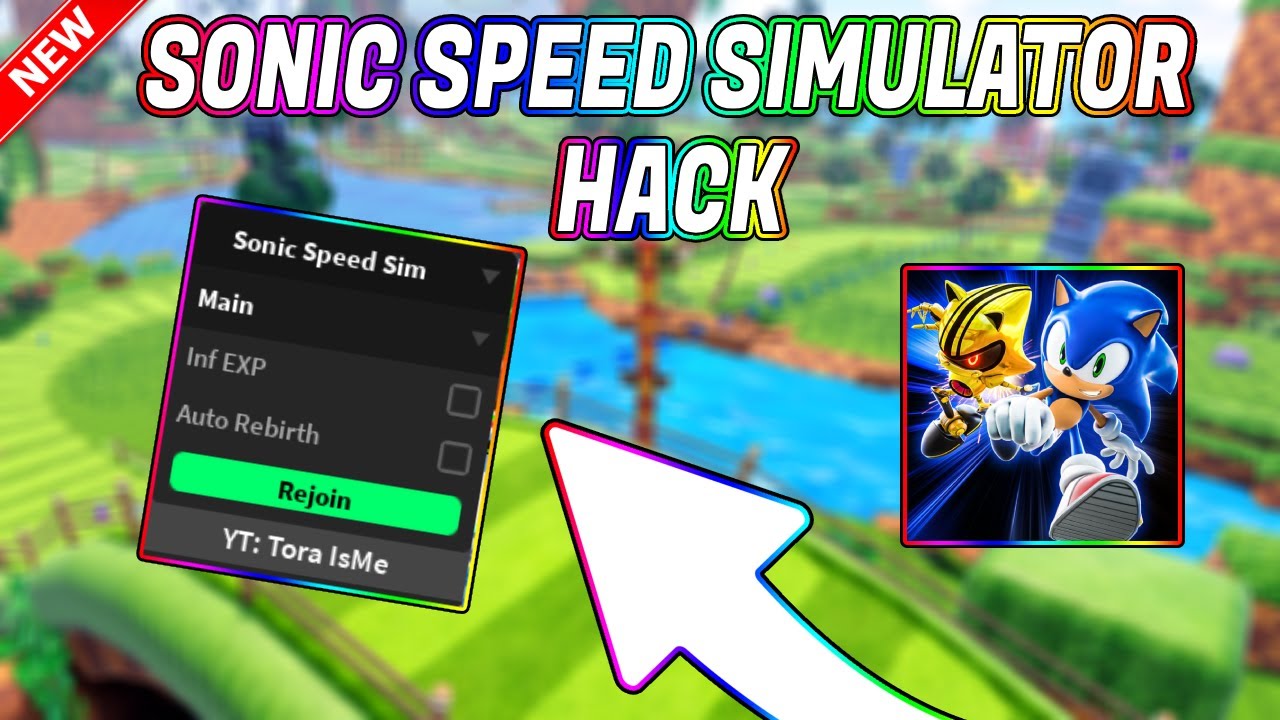 NEW
SONIC SPEED SIMULATOR
HACK
Sonic Speed Sim
Main
Inf EXP
Auto Rebirth
Rejoin
YT: Tora IsMe